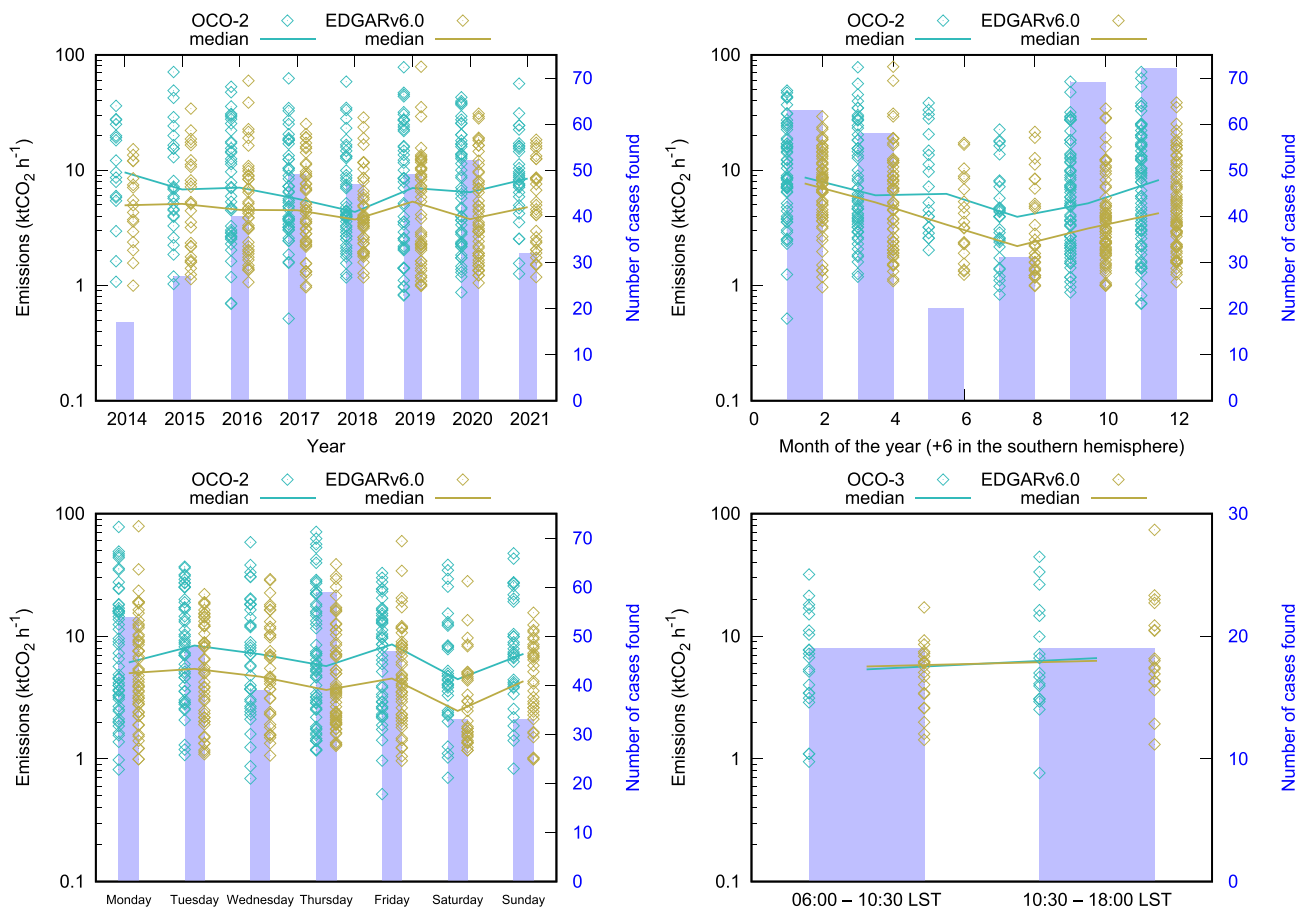 OCO-2 EDGARv6.0
median median
100
10
1
0.1
Emissions (ktCO2 h-1)
70
60
50
40
30
20
10
0
Number of cases found
2014 2015 2016 2017 2018 2019 2020 2021
Year
OCO-2 EDGARv6.0
median median
100
10
1
0.1
Emissions (ktCO2 h-1)
70
60
50
40
30
20
10
0
Number of cases found
0 2 4 6 8 10 12
Month of the year (+6 in the southern hemisphere)
OCO-2 EDGARv6.0
median median
100
10
1
0.1
Emissions (ktCO2 h-1)
70
60
50
40
30
20
10
0
Number of cases found
Monday Tuesday Wednesday Thursday Friday Saturday Sunday
OCO-3 EDGARv6.0
median median
100
10
1
0.1
Emissions (ktCO2 h-1)
30
20
10
0
Number of cases found
06:00 – 10:30 LST 10:30 – 18:00 LST